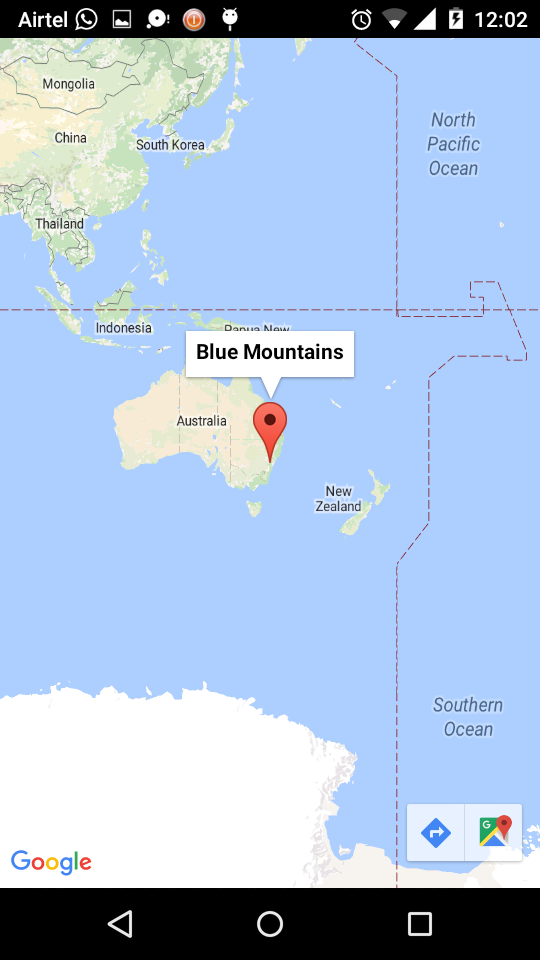 Airtel 12:02
Mongolia
North
Pacific
Ocean
China
South Korea
Thailand
Indonesia
Papua New
Blue Mountains
Australia
New
Zealand
Southern
Ocean
G
Google